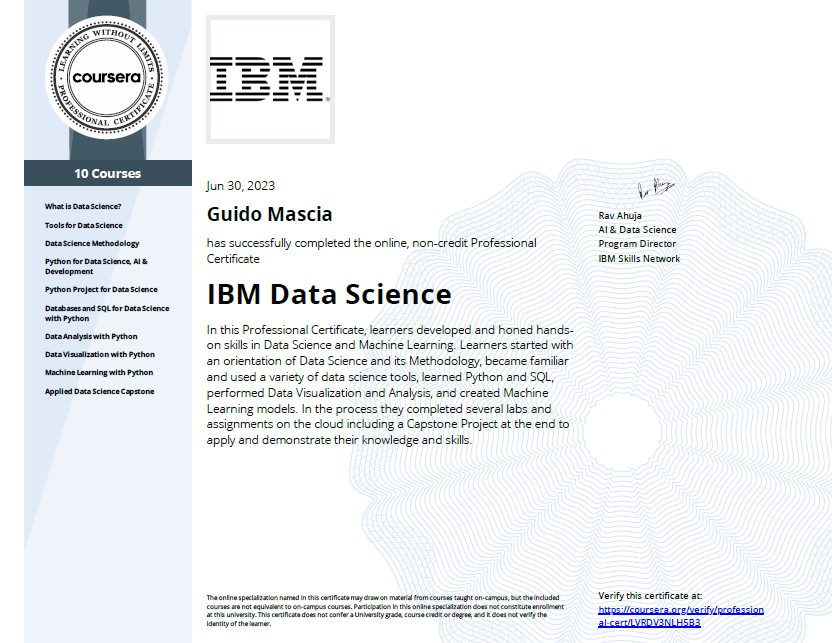 LEARNING WITHOUT LIMITS
coursera
PROFESSIONAL CERTIFICATE
10 Courses
What is Data Science?
Tools for Data Science
Data Science Methodology
Python for Data Science, AI &
Development
Python Project for Data Science
Databases and SQL for Data Science
with Python
Data Analysis with Python
Data Visualization with Python
Machine Learning with Python
Applied Data Science Capstone
IBM®
Jun 30, 2023
Guido Mascia
has successfully completed the online, non-credit Professional
Certificate
IBM Data Science
In this Professional Certificate, learners developed and honed hands-
on skills in Data Science and Machine Learning. Learners started with
an orientation of Data Science and its Methodology, became familiar
and used a variety of data science tools, learned Python and SQL,
performed Data Visualization and Analysis, and created Machine
Learning models. In the process they completed several labs and
assignments on the cloud including a Capstone Project at the end to
apply and demonstrate their knowledge and skills.
Rav Ahuja
AI & Data Science
Program Director
IBM Skills Network
The online specialization named in this certificate may draw on material from courses taught on-campus, but the included
courses are not equivalent to on-campus courses. Participation in this online specialization does not constitute enrollment
at this university. This certificate does not confer a University grade, course credit or degree, and it does not verify the
identity of the learner.
Verify this certificate at:
https://coursera.org/verify/profession
al-cert/LVRDV3NLH5B3